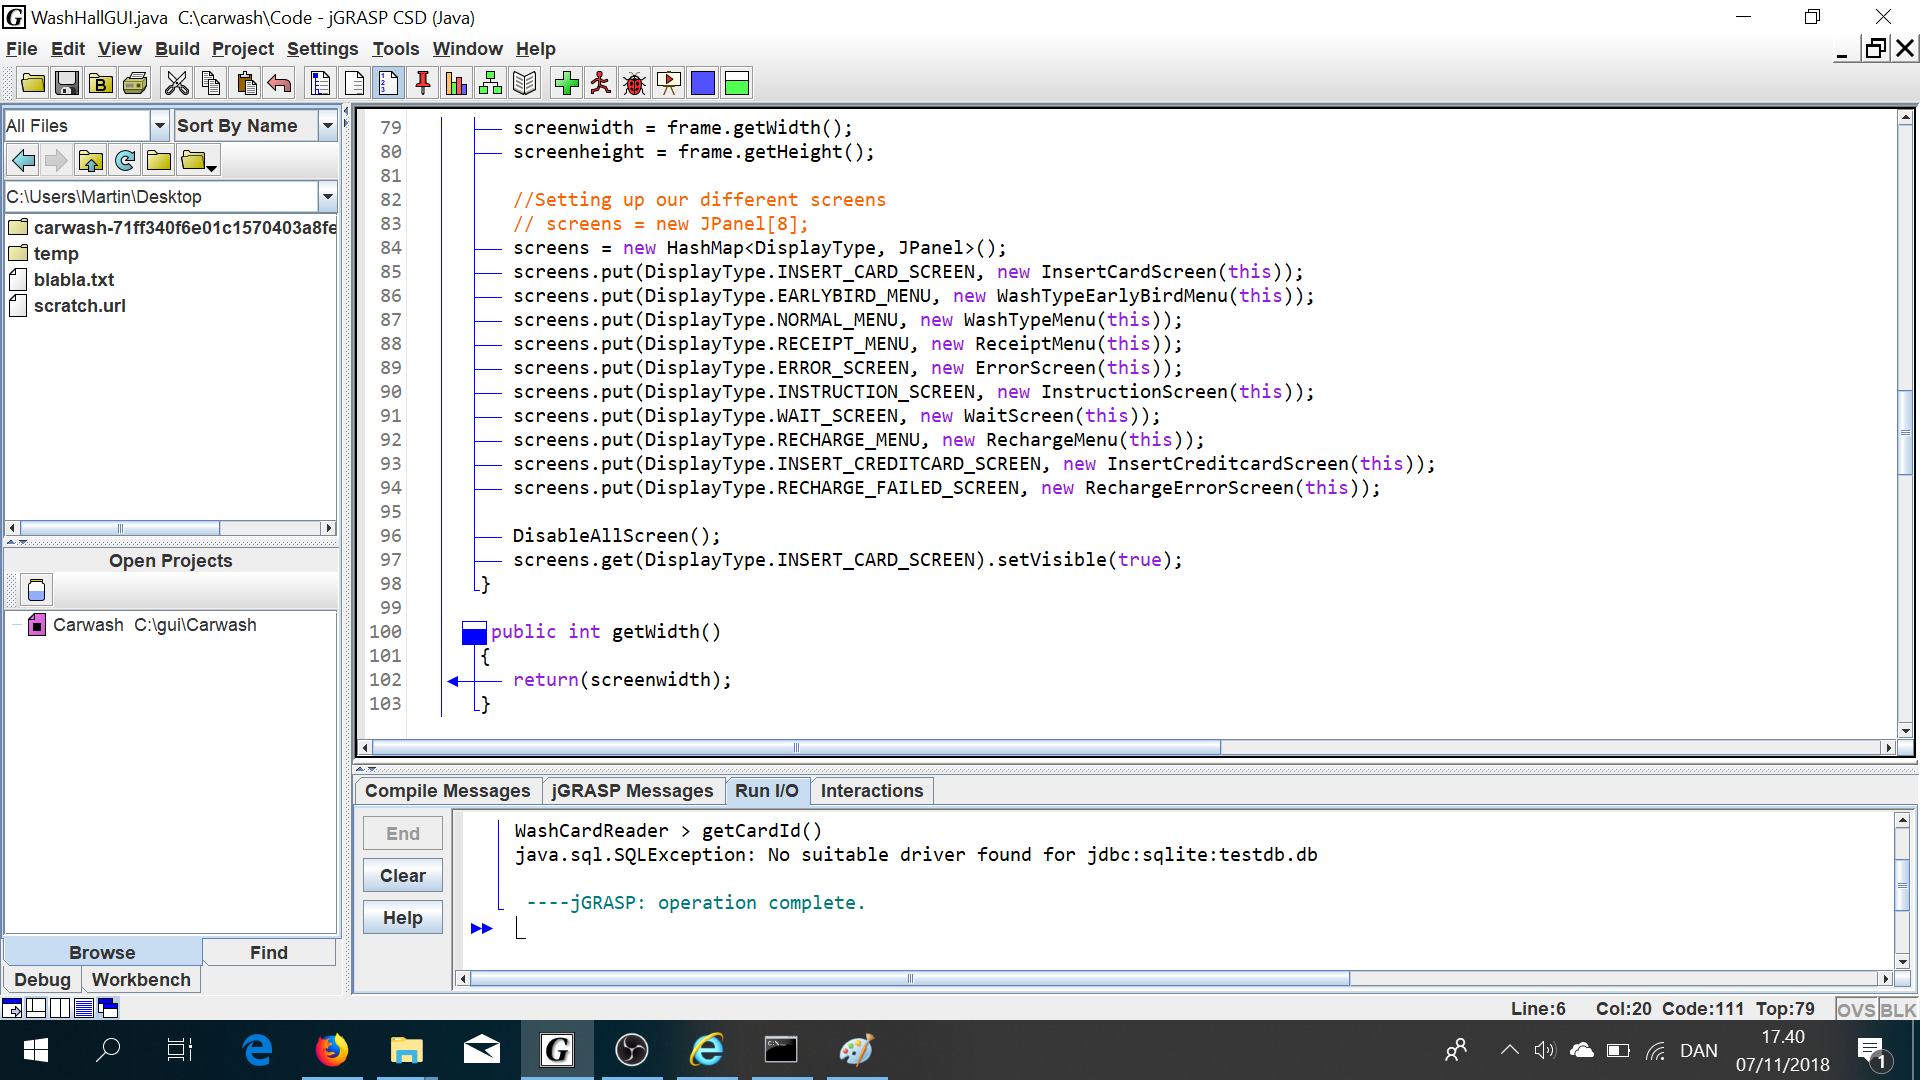 WashHallGUI.java  C:\carwash\Code - jGRASP CSD (Java)
File Edit View Build Project Settings Tools Window Help
All Files
Sort By Name
C:\Users\Martin\Desktop
carwash-71ff340f6e01c1570403a8fe
temp
blabla.txt
scratch.url
Open Projects
Carwash  C:\gui\Carwash
Browse
Find
Debug
Workbench
79 screenwidth = frame.getWidth();
80 screenheight = frame.getHeight();
81
82 //Setting up our different screens
83 // screens = new JPanel[8];
84 screens = new HashMap<DisplayType, JPanel>();
85 screens.put(DisplayType.INSERT_CARD_SCREEN, new InsertCardScreen(this));
86 screens.put(DisplayType.EARLYBIRD_MENU, new WashTypeEarlyBirdMenu(this));
87 screens.put(DisplayType.NORMAL_MENU, new WashTypeMenu(this));
88 screens.put(DisplayType.RECEIPT_MENU, new ReceiptMenu(this));
89 screens.put(DisplayType.ERROR_SCREEN, new ErrorScreen(this));
90 screens.put(DisplayType.INSTRUCTION_SCREEN, new InstructionScreen(this));
91 screens.put(DisplayType.WAIT_SCREEN, new WaitScreen(this));
92 screens.put(DisplayType.RECHARGE_MENU, new RechargeMenu(this));
93 screens.put(DisplayType.INSERT_CREDITCARD_SCREEN, new InsertCreditcardScreen(this));
94 screens.put(DisplayType.RECHARGE_FAILED_SCREEN, new RechargeErrorScreen(this));
95
96 DisableAllScreen();
97 screens.get(DisplayType.INSERT_CARD_SCREEN).setVisible(true);
98 }
99
100 public int getWidth()
101 {
102 return(screenwidth);
103 }
Compile Messages
jGRASP Messages
Run I/O
Interactions
End
Clear
Help
WashCardReader > getCardId()
java.sql.SQLException: No suitable driver found for jdbc:sqlite:testdb.db
----jGRASP: operation complete.
Line:6 Col:20 Code:111 Top:79 OVS BLK
DAN
17.40
07/11/2018
1